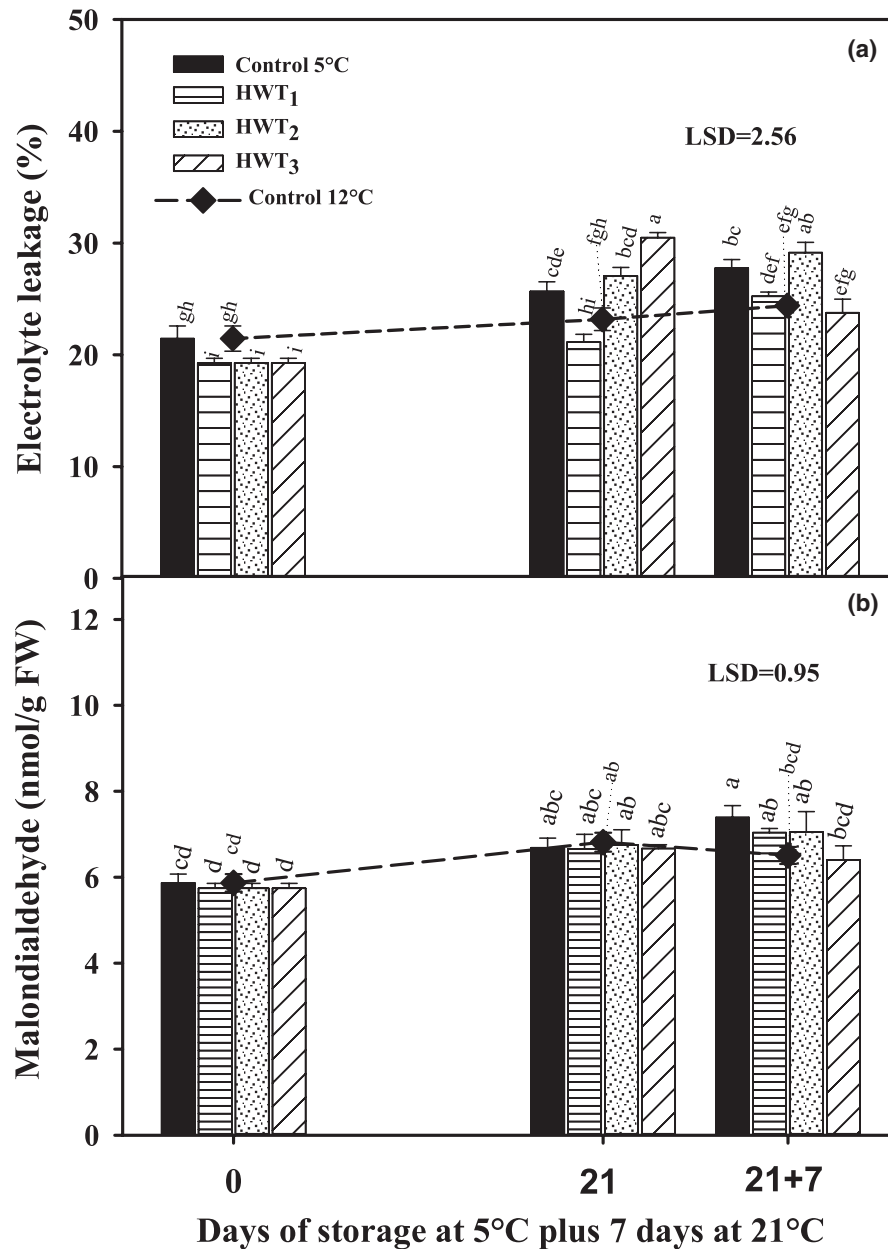 50
(a)
Control 5°C
HWT1
HWT2
HWT3
Control 12°C
LSD=2.56
40
30
20
10
0
Electrolyte leakage (%)
gh
gh
i
i
i
cde
hi
fgh
bcd
a
bc
def
efg
ab
efg
(b)
LSD=0.95
12
10
8
6
4
2
0
Malondialdehyde (nmol/g FW)
cd
d
cd
d
d
abc
abc
ab
ab
abc
a
ab
bcd
ab
bcd
0
21
21+7
Days of storage at 5°C plus 7 days at 21°C